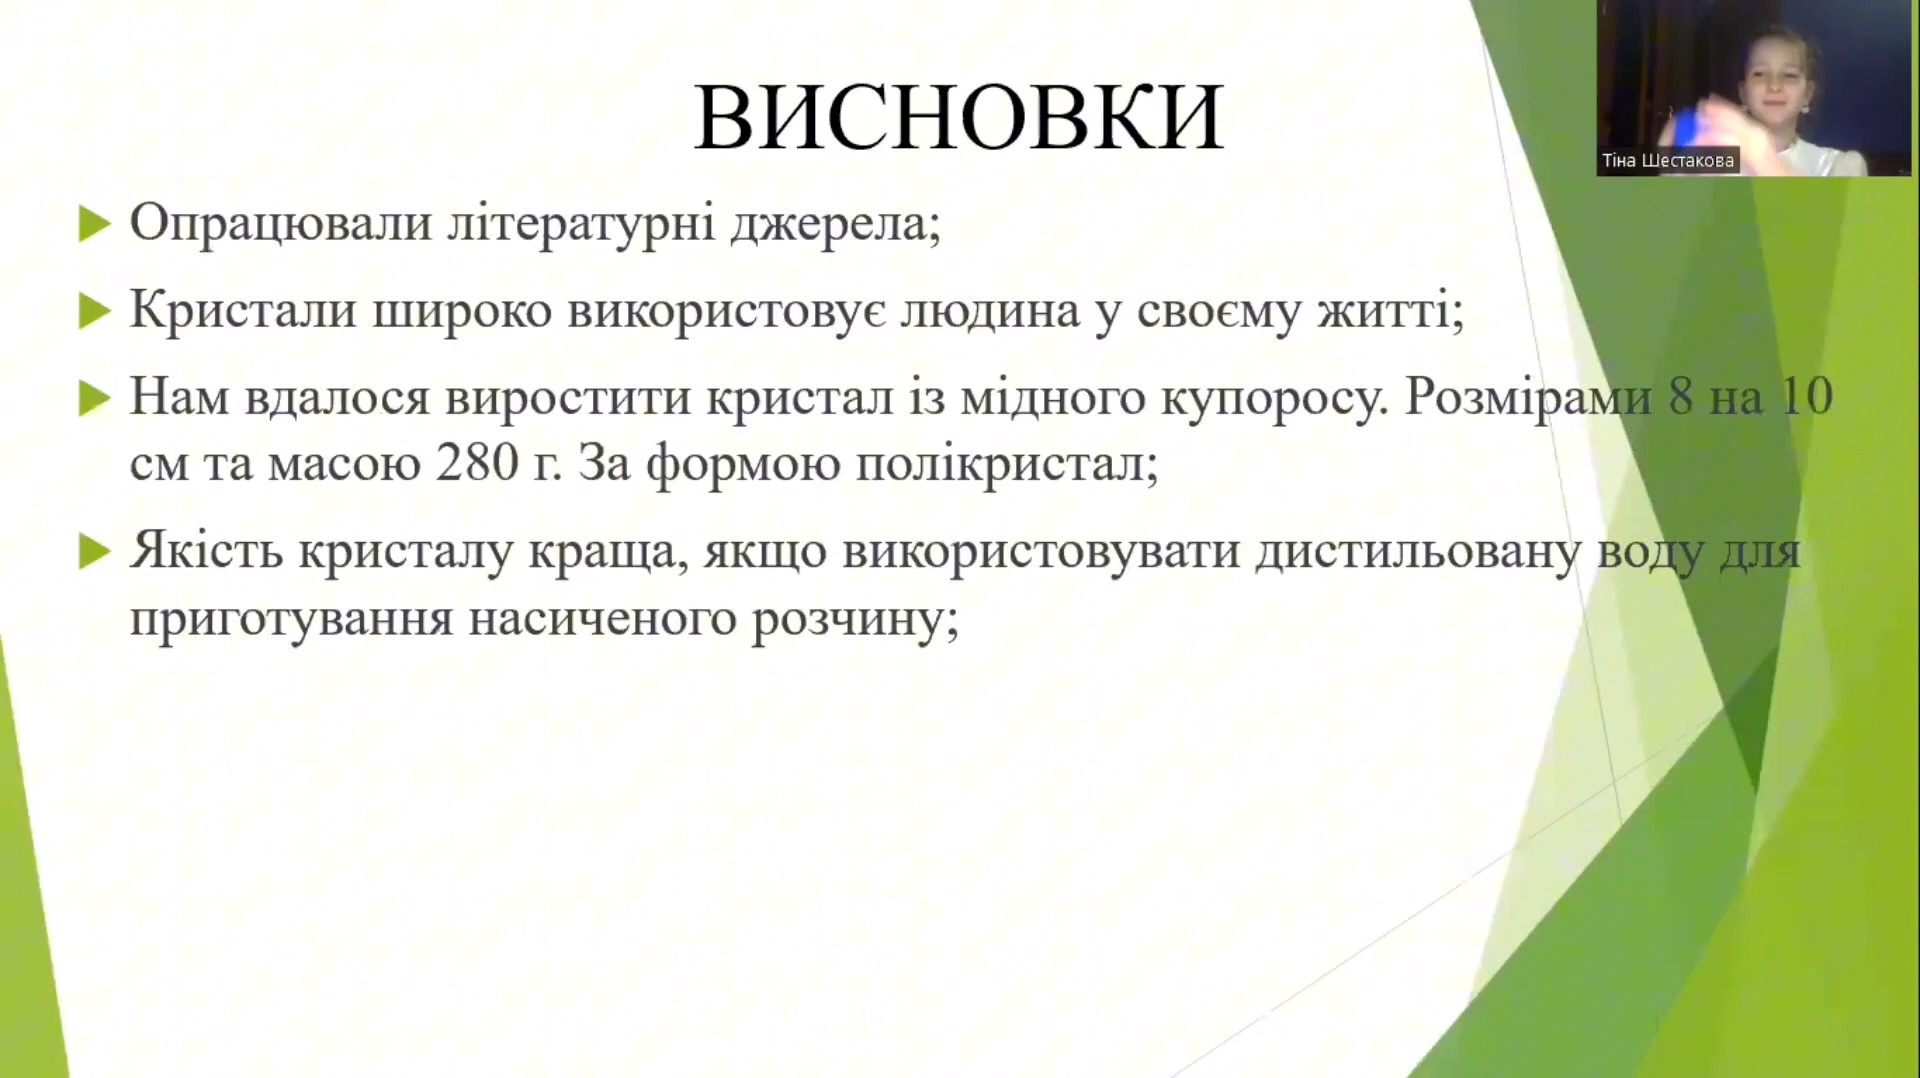 ВИСНОВКИ
Тіна Шестакова
Опрацювали літературні джерела;
Кристали широко використовує людина у своєму житті;
Нам вдалося виростити кристал із мідного купоросу. Розмірами 8 на 10
см та масою 280 г. За формою полікристал;
Якість кристалу краща, якщо використовувати дистильовану воду для
приготування насиченого розчину;